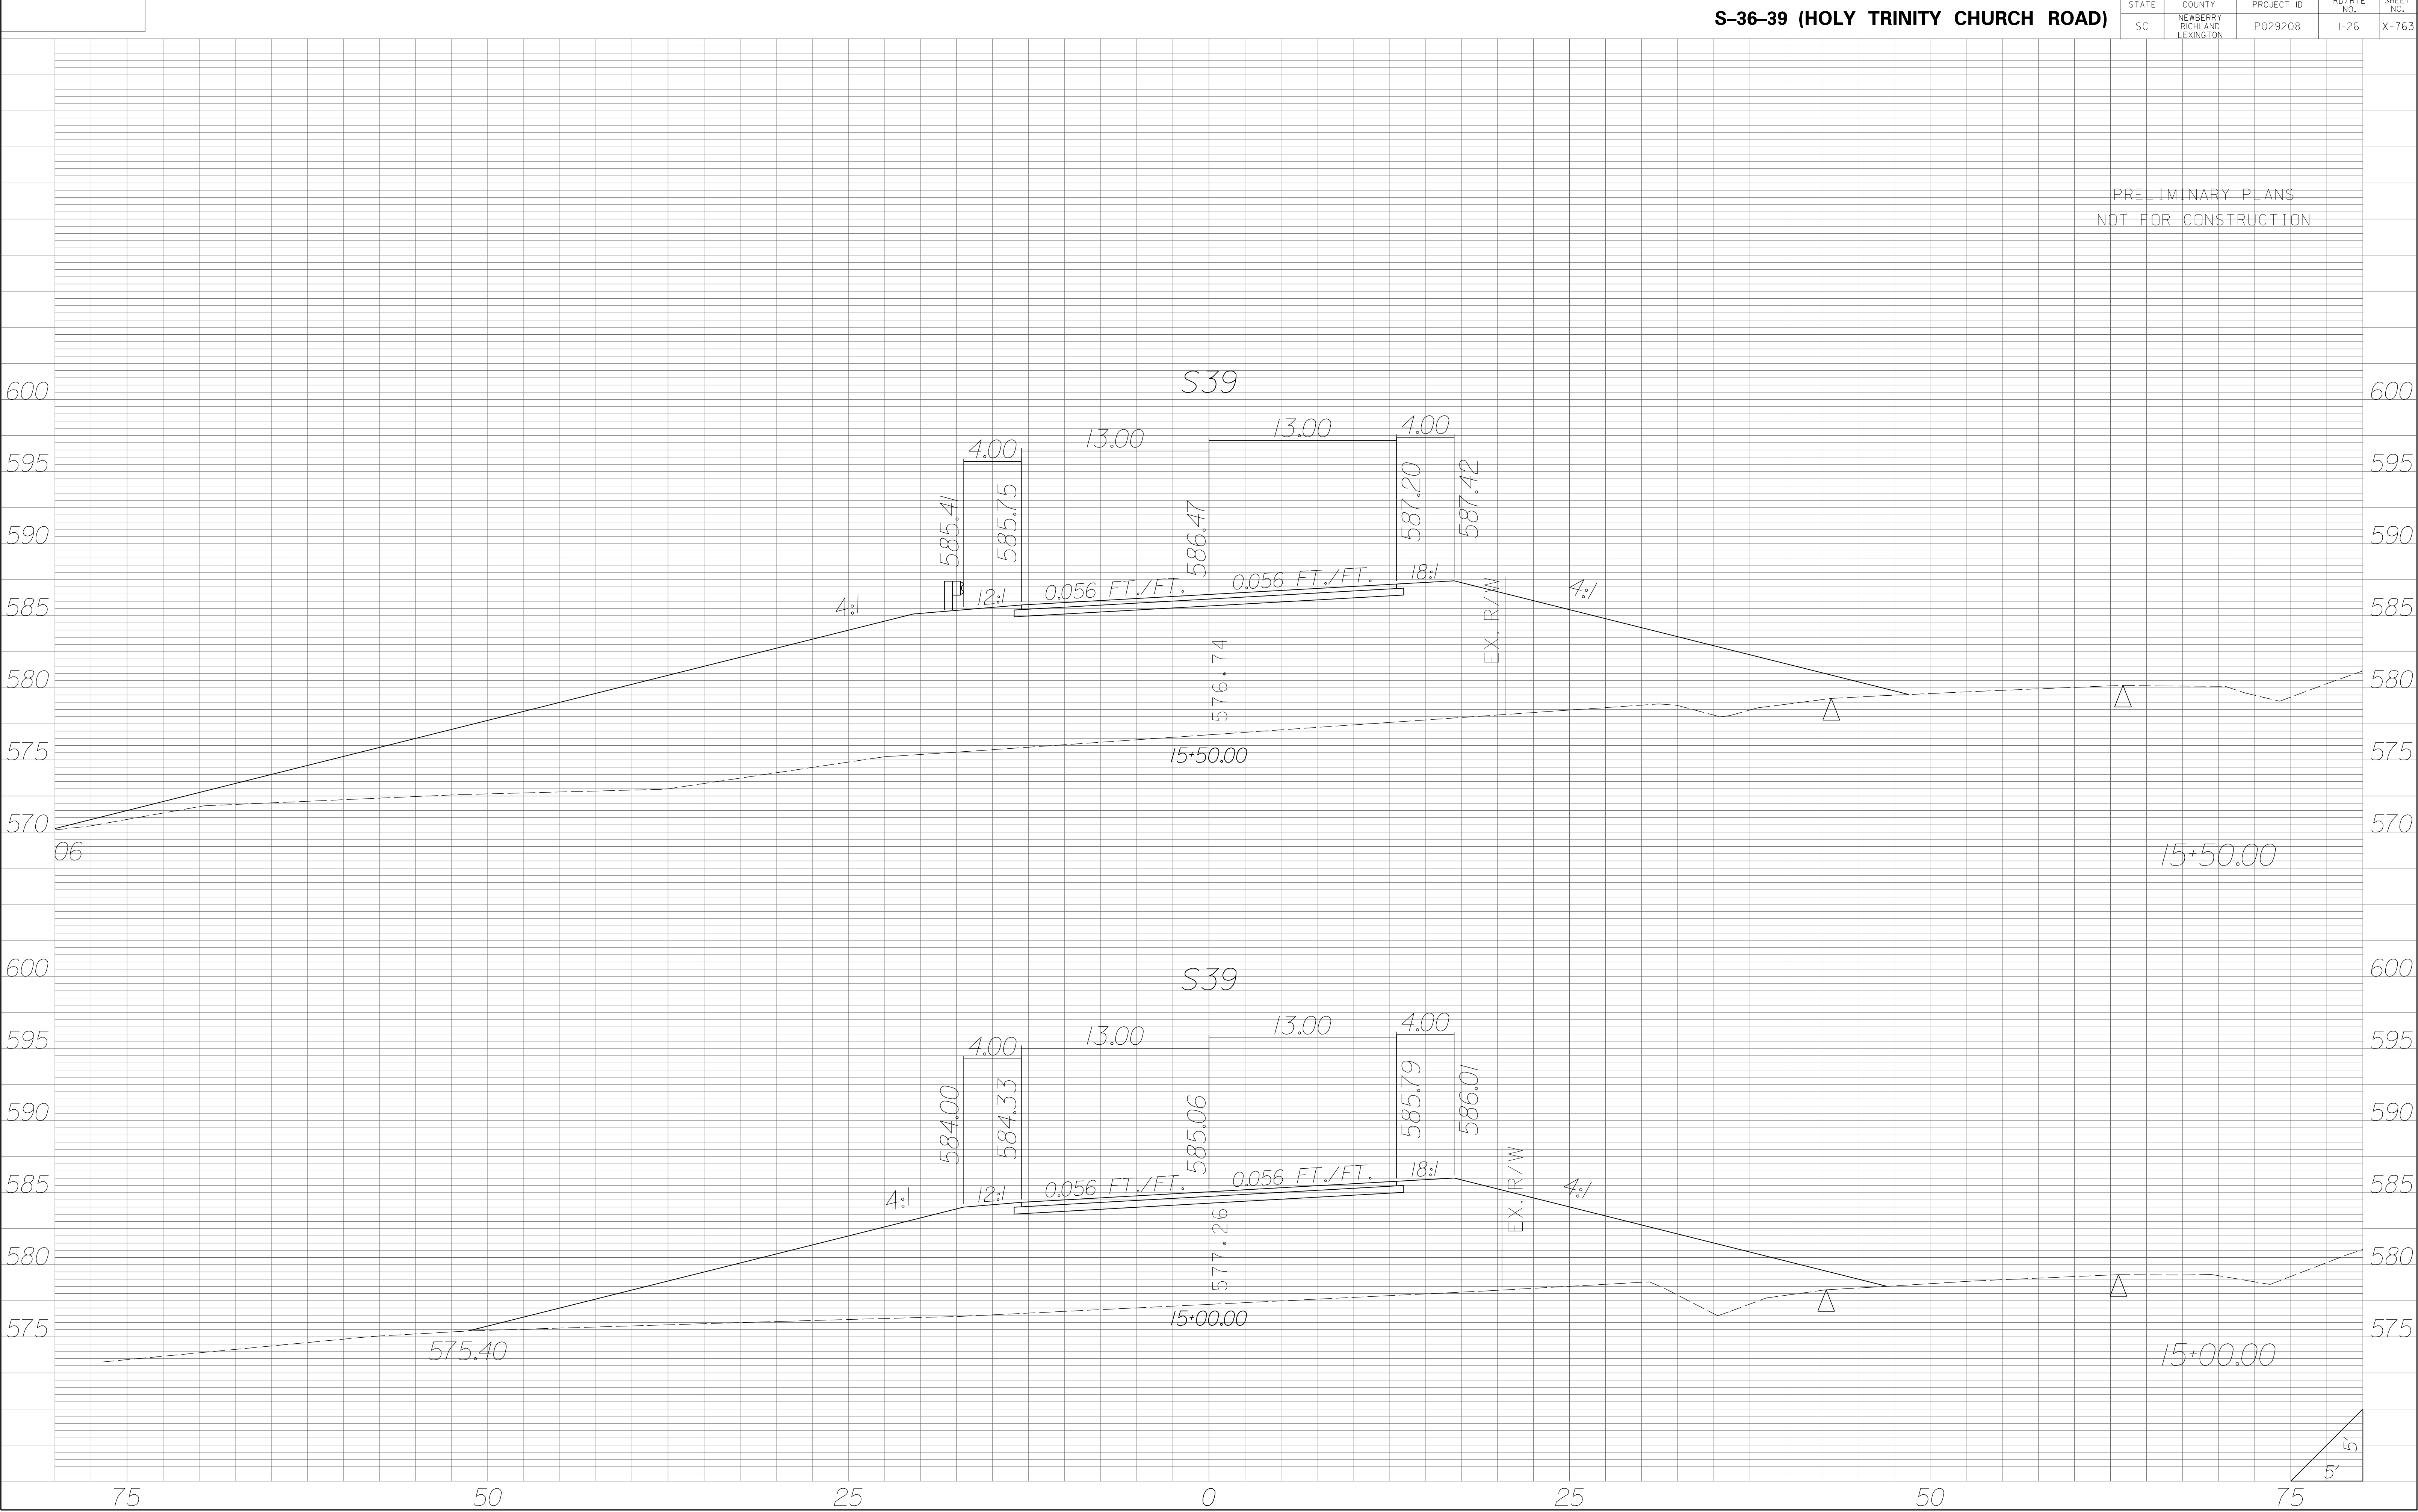 S-36-39 (HOLY TRINITY CHURCH ROAD)
STATE COUNTY PROJECT ID RD/RTE NO. SHEET NO.
SC NEWBERRY RICHLAND LEXINGTON P029208 I-26 X-763
PRELIMINARY PLANS
NOT FOR CONSTRUCTION
S39
4.00 13.00 13.00 4.00
585.41 585.75 586.47 587.20 587.42
4:1 12:1 0.056 FT./FT. 0.056 FT./FT. 18:1 4:1
EX. R/W
576.74
15+50.00
600 600
595 595
590 590
585 585
580 580
575 575
570 570
06
15+50.00
S39
4.00 13.00 13.00 4.00
584.00 584.33 585.06 585.79 586.01
4:1 12:1 0.056 FT./FT. 0.056 FT./FT. 18:1 4:1
EX. R/W
577.26
15+00.00
575.40
600 600
595 595
590 590
585 585
580 580
575 575
15+00.00
5'
5'
75 50 25 0 25 50 75